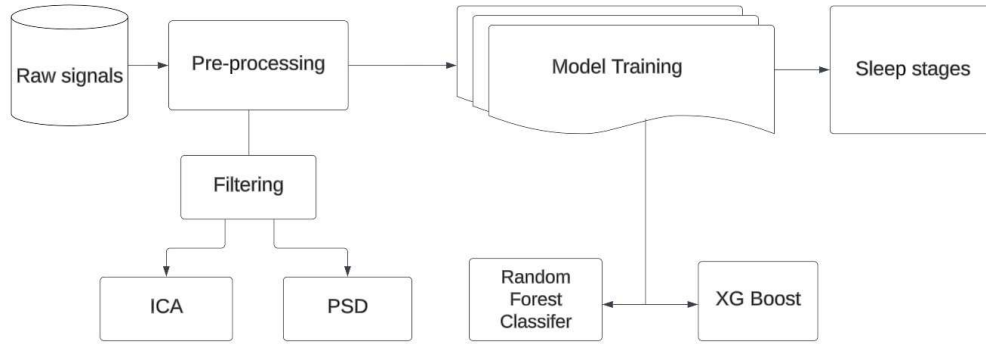 Raw signals
Pre-processing
Model Training
Sleep stages
Filtering
ICA
PSD
Random
Forest
Classifer
XG Boost